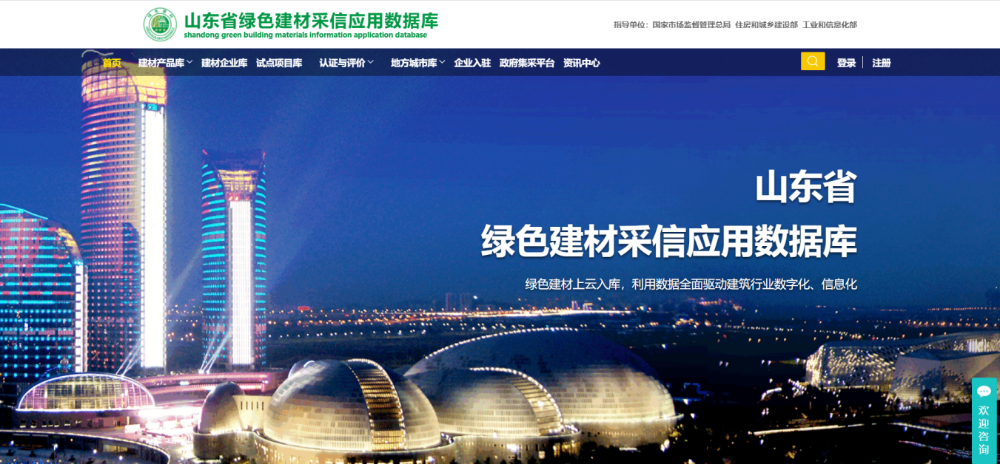 山东省绿色建材采信应用数据库
shandong green building materials information application database
指导单位：国家市场监督管理总局 住房和城乡建设部 工业和信息化部
首页 建材产品库 建材企业库 试点项目库 认证与评价 地方城市库 企业入驻 政府集采平台 资讯中心 登录 注册
山东省
绿色建材采信应用数据库
绿色建材上云入库，利用数据全面驱动建筑行业数字化、信息化
欢迎咨询